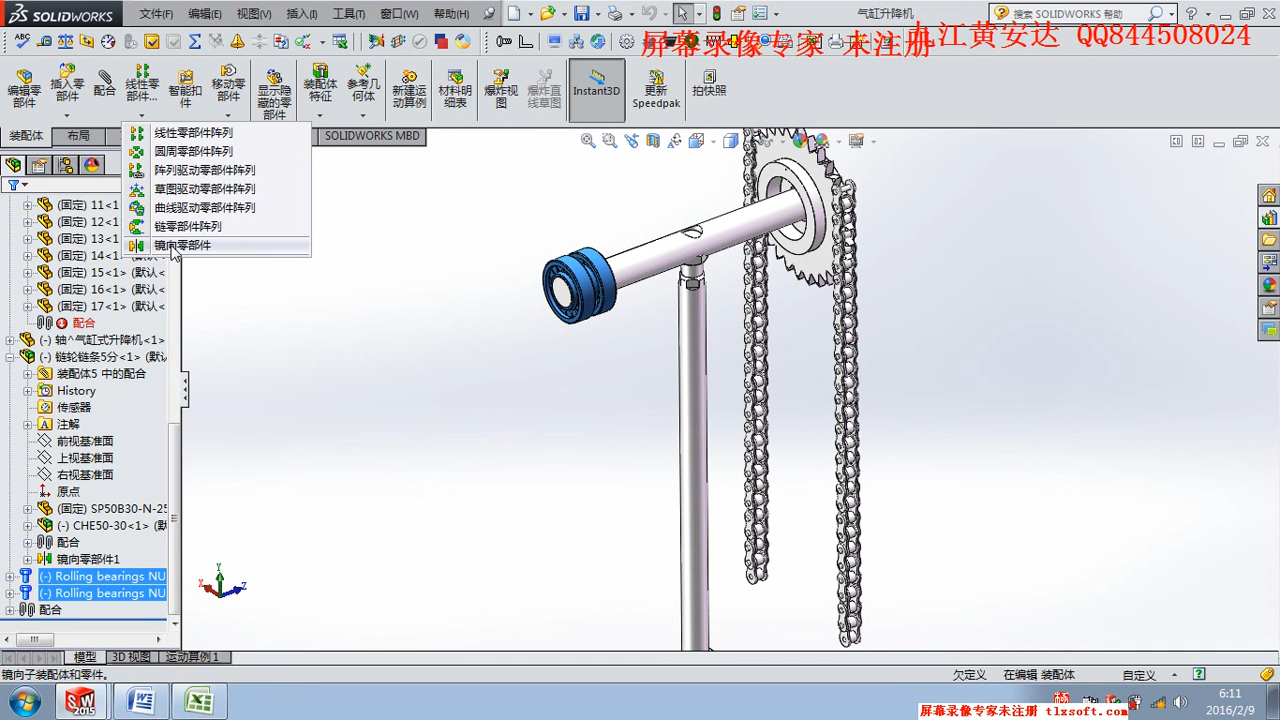 SOLIDWORKS
文件(F) 编辑(E) 视图(V) 插入(I) 工具(T) 窗口(W) 帮助(H)
气缸升降机
搜索 SOLIDWORKS
屏幕录像专家 未注册
九江黄安达 QQ844508024
编辑零部件
插入零部件
配合
线性零部件...
智能扣件
移动零部件
显示隐藏的零部件
装配体特征
参考几何体
新建运动算例
材料明细表
爆炸视图
爆炸直线草图
Instant3D
更新 Speedpak
拍快照
装配体 布局
SOLIDWORKS MBD
线性零部件阵列
圆周零部件阵列
阵列驱动零部件阵列
草图驱动零部件阵列
曲线驱动零部件阵列
链零部件阵列
镜向零部件
(固定) 11<1
(固定) 12<1
(固定) 13<1
(固定) 14<1
(固定) 15<1> (默认<
(固定) 16<1> (默认<
(固定) 17<1> (默认<
配合
(-) 轴^气缸式升降机<1>
(-) 链轮链条5分<1> (默认
装配体5 中的配合
History
传感器
注解
前视基准面
上视基准面
右视基准面
原点
(固定) SP50B30-N-25
(-) CHE50-30<1> (默
配合
镜向零部件1
(-) Rolling bearings NU
(-) Rolling bearings NU
配合
Y
X
Z
模型 3D 视图 运动算例 1
镜向子装配体和零件。
欠定义 在编辑 装配体 自定义
6:11
2016/2/9
屏幕录像专家未注册 tlxsoft.com